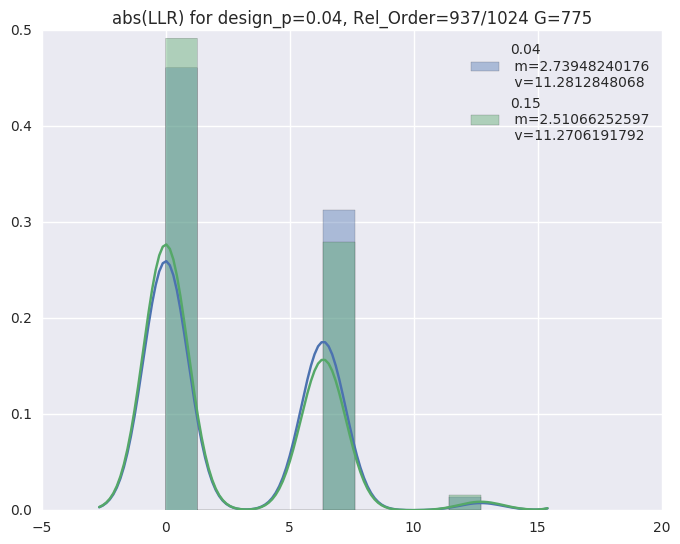 abs(LLR) for design_p=0.04, Rel_Order=937/1024 G=775
0.5
0.4
0.3
0.2
0.1
0.0
−5
0
5
10
15
20
0.04
m=2.73948240176
v=11.2812848068
0.15
m=2.51066252597
v=11.2706191792